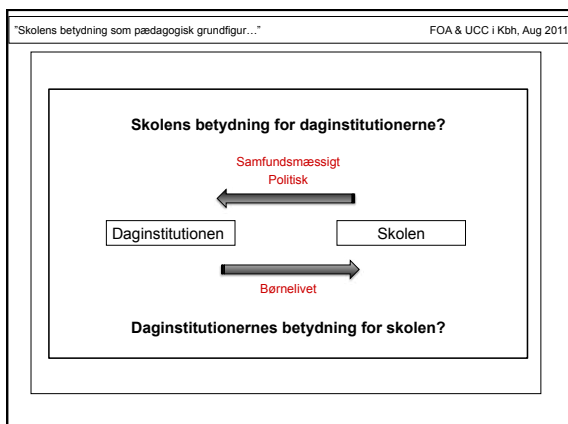 "Skolens betydning som pædagogisk grundfigur…" FOA & UCC i Kbh, Aug 2011
Skolens betydning for daginstitutionerne?
Samfundsmæssigt
Politisk
Daginstitutionen Skolen
Børnelivet
Daginstitutionernes betydning for skolen?